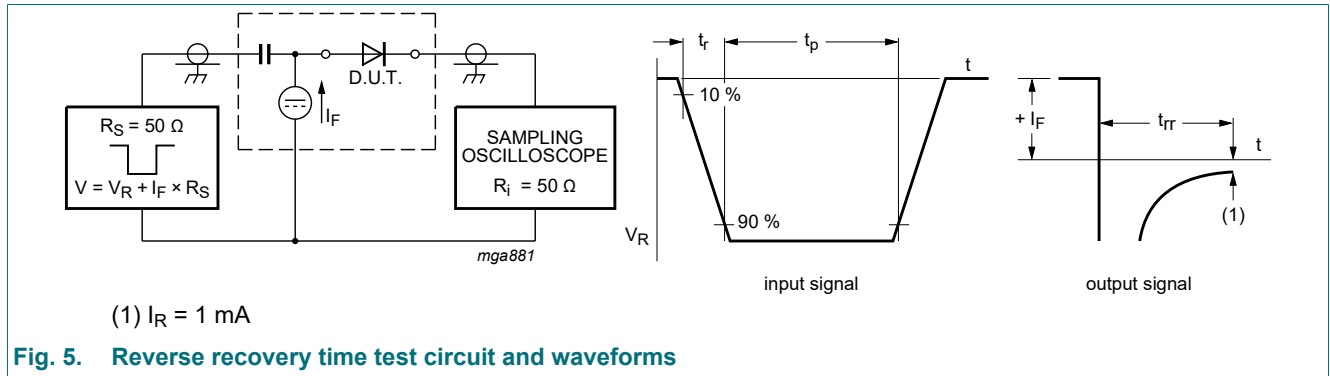 R_S = 50 Ω
V = V_R + I_F × R_S
I_F
D.U.T.
SAMPLING
OSCILLOSCOPE
R_i = 50 Ω
mga881
t_r
t_p
t
10 %
90 %
V_R
input signal
+ I_F
t_rr
t
(1)
output signal
(1) I_R = 1 mA
Fig. 5. Reverse recovery time test circuit and waveforms